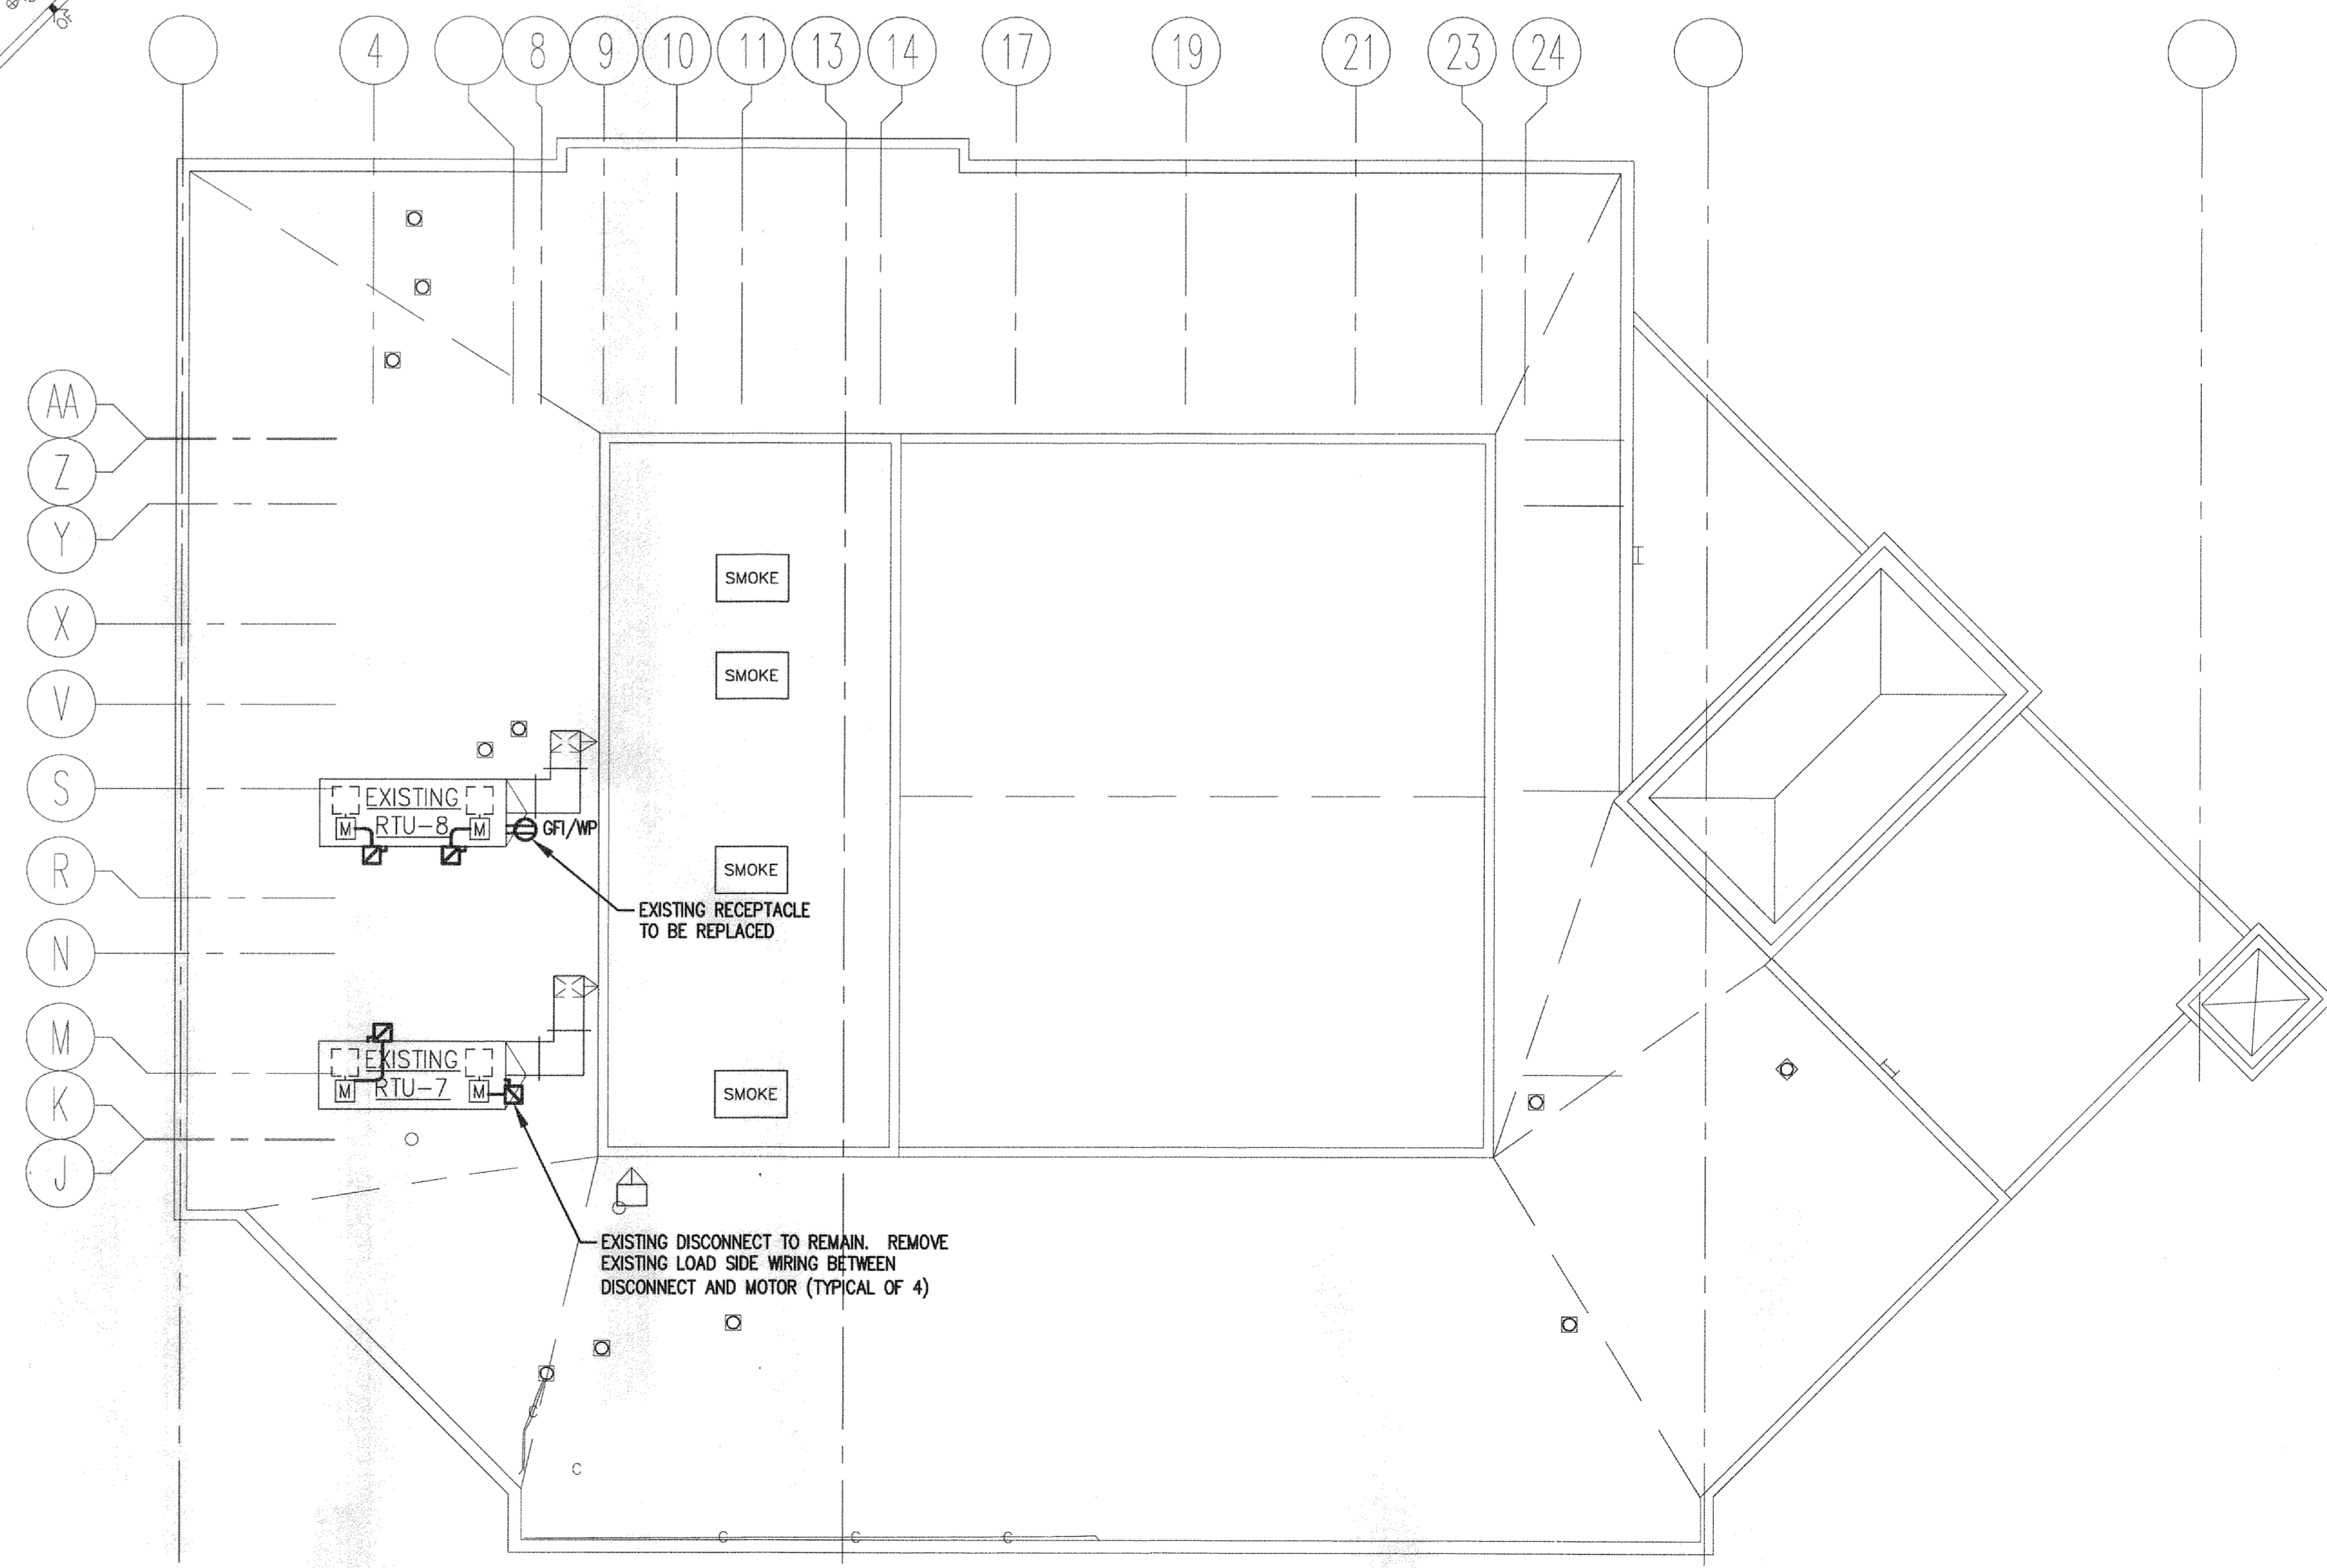 4
8
9
10
11
13
14
17
19
21
23
24
AA
Z
Y
X
V
S
R
N
M
K
J
SMOKE
SMOKE
EXISTING
M RTU-8 M
GFI/WP
SMOKE
EXISTING RECEPTACLE
TO BE REPLACED
EXISTING
M RTU-7 M
SMOKE
EXISTING DISCONNECT TO REMAIN. REMOVE
EXISTING LOAD SIDE WIRING BETWEEN
DISCONNECT AND MOTOR (TYPICAL OF 4)
C
C
C
C
C